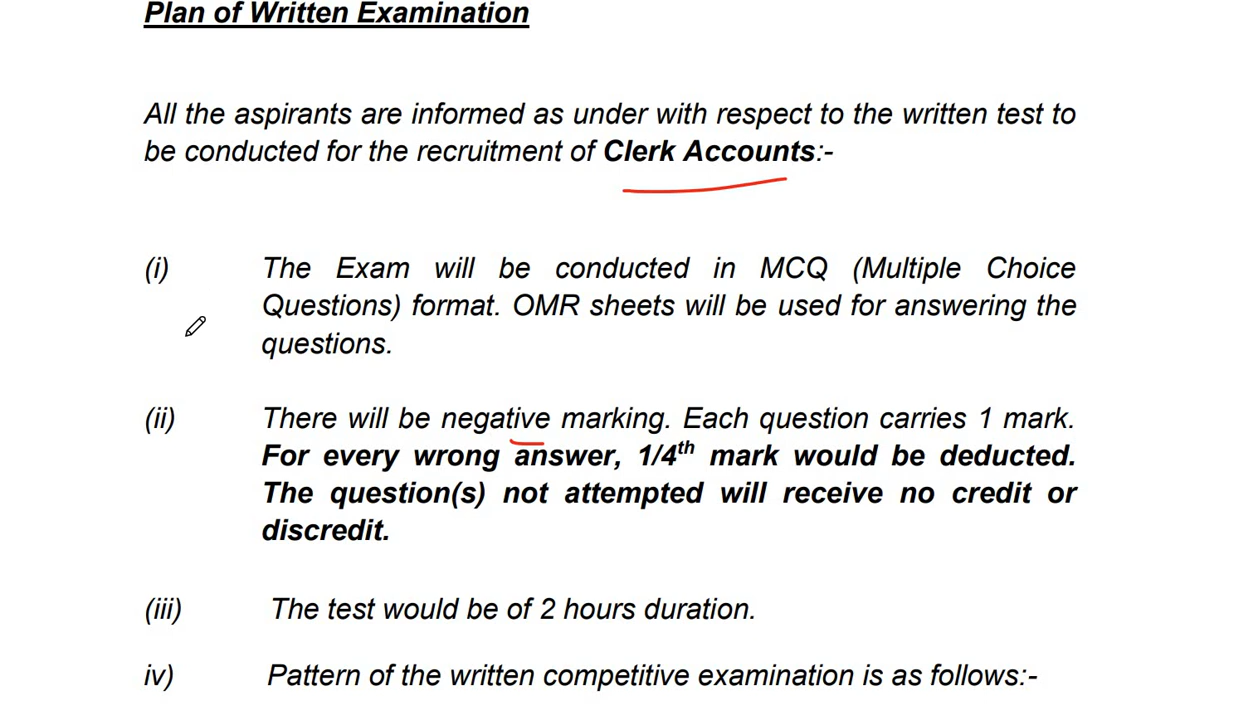 Plan of Written Examination
All the aspirants are informed as under with respect to the written test to
be conducted for the recruitment of Clerk Accounts:-
(i) The Exam will be conducted in MCQ (Multiple Choice
Questions) format. OMR sheets will be used for answering the
questions.
(ii) There will be negative marking. Each question carries 1 mark.
For every wrong answer, 1/4th mark would be deducted.
The question(s) not attempted will receive no credit or
discredit.
(iii) The test would be of 2 hours duration.
iv) Pattern of the written competitive examination is as follows:-